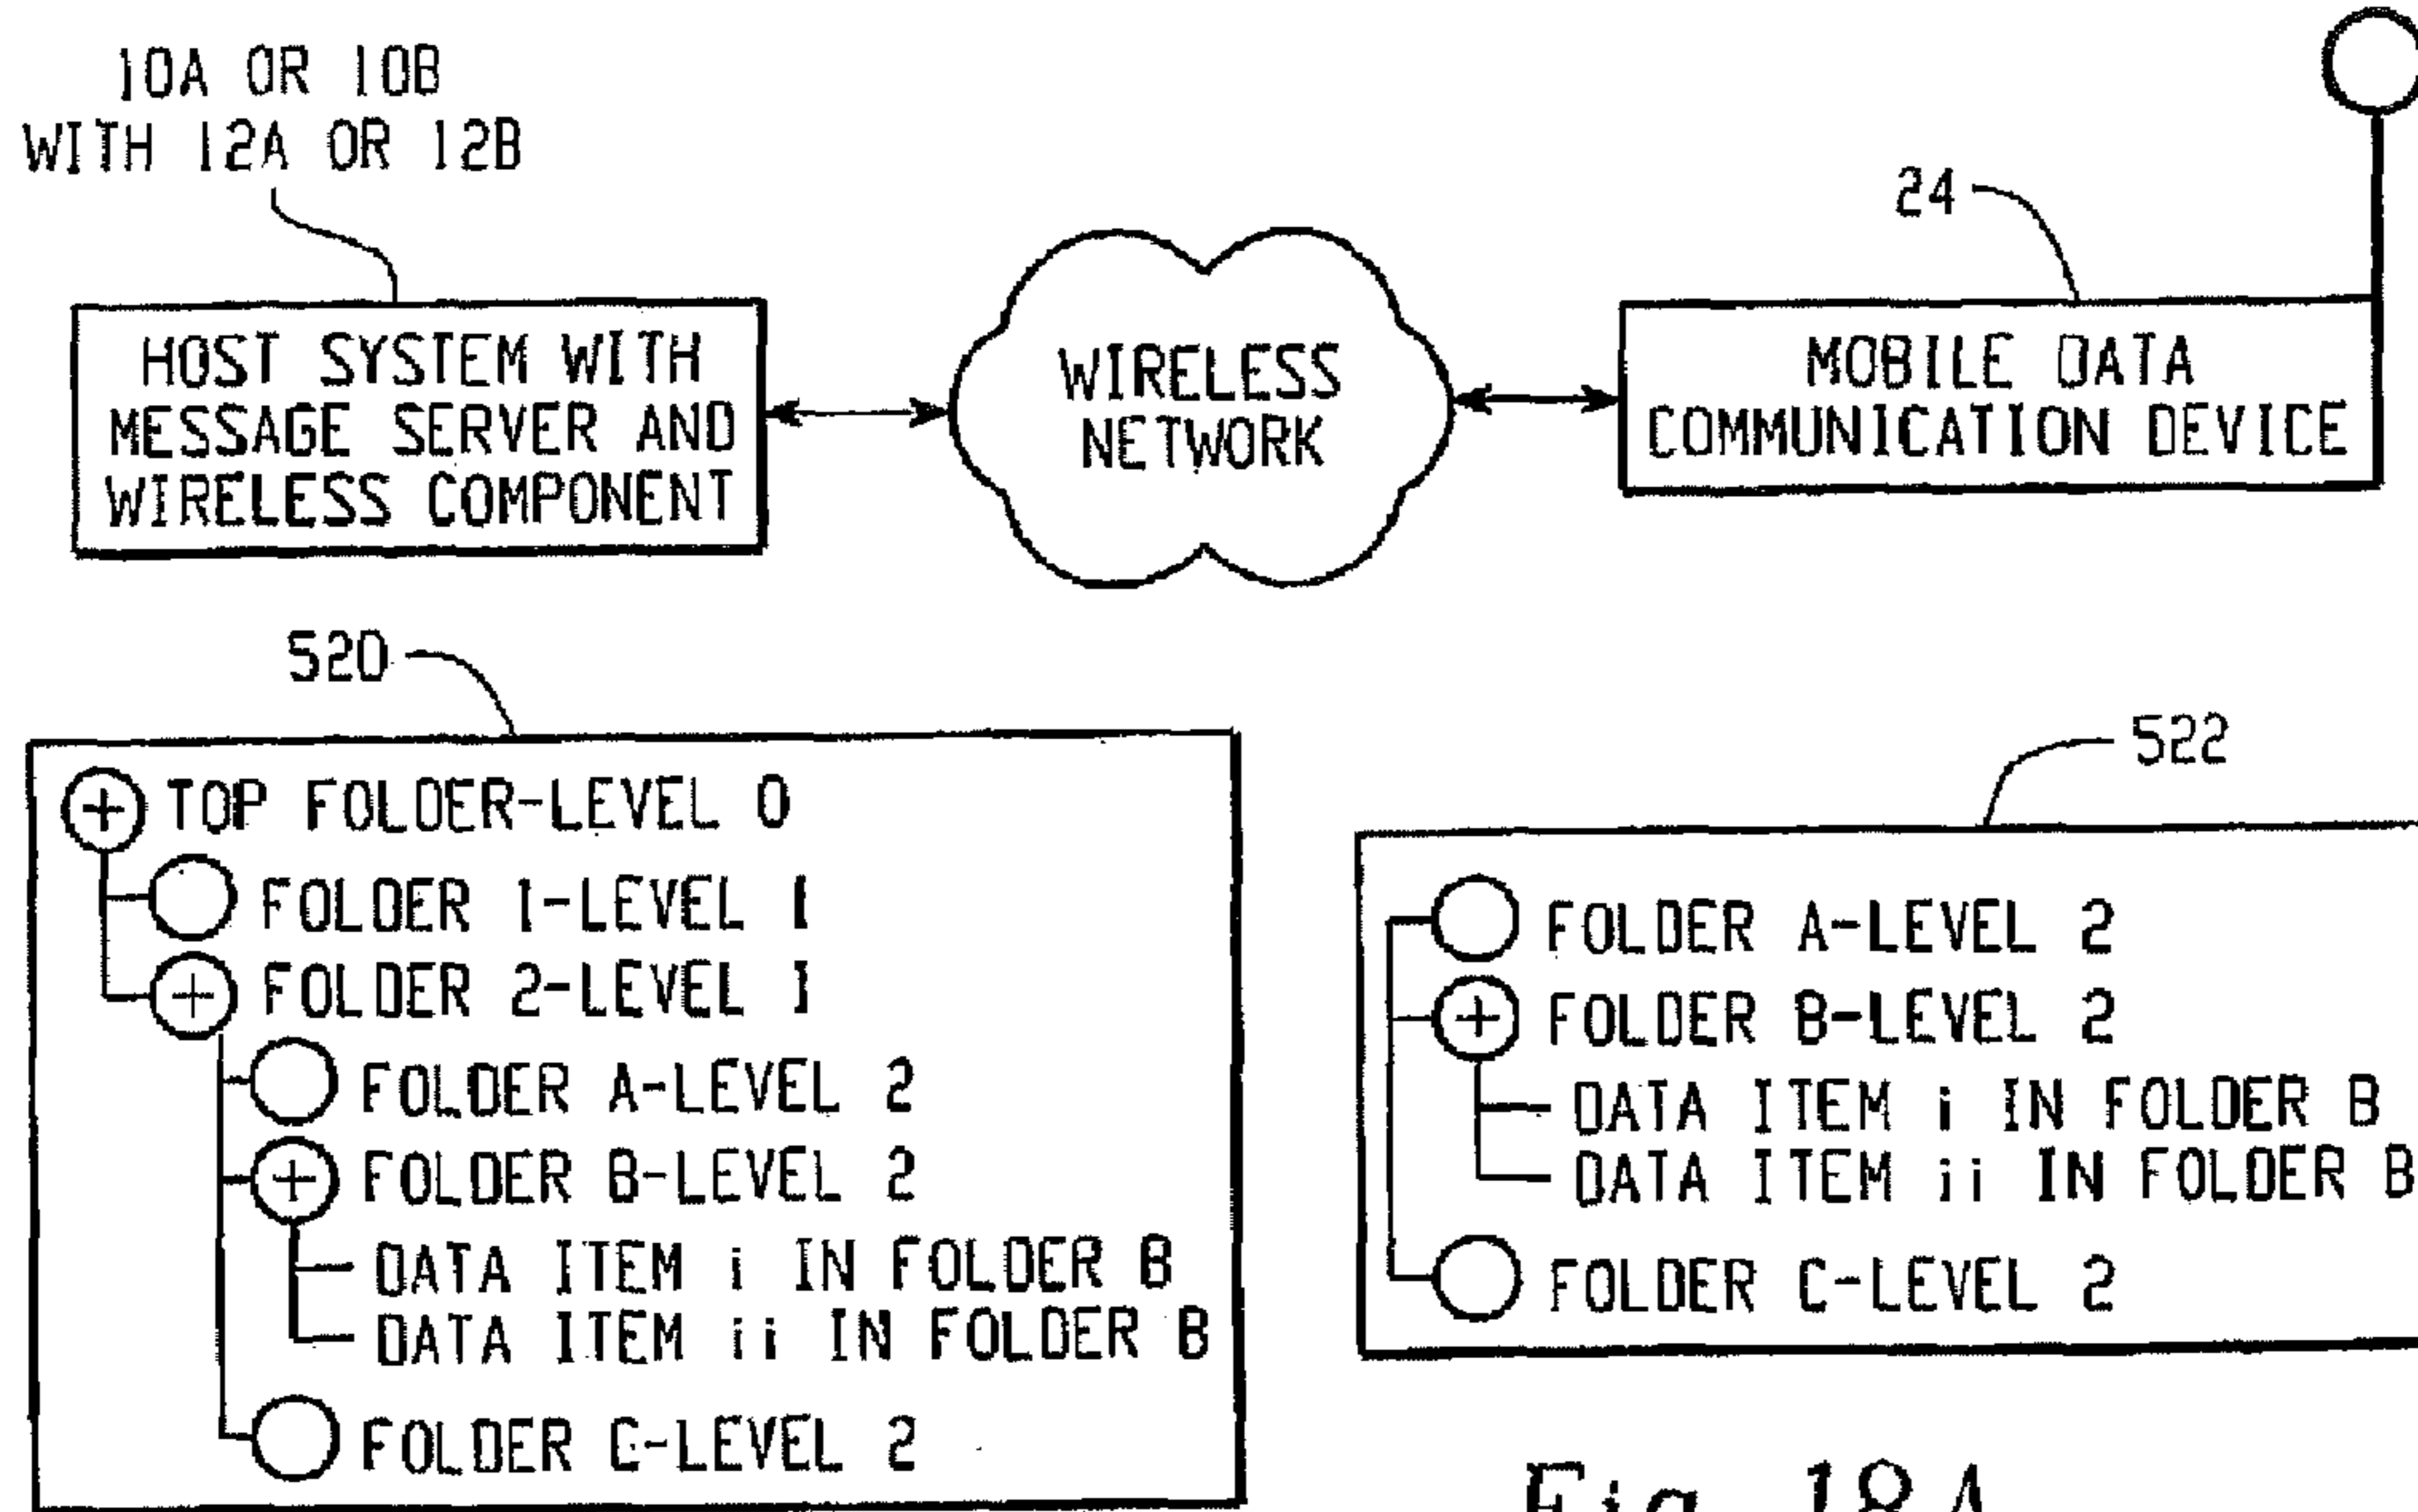 10A OR 10B
WITH 12A OR 12B
24
HOST SYSTEM WITH
MESSAGE SERVER AND
WIRELESS COMPONENT
WIRELESS
NETWORK
MOBILE DATA
COMMUNICATION DEVICE
520
TOP FOLDER-LEVEL 0
FOLDER 1-LEVEL 1
FOLDER 2-LEVEL 1
FOLDER A-LEVEL 2
FOLDER B-LEVEL 2
DATA ITEM i IN FOLDER B
DATA ITEM ii IN FOLDER B
FOLDER C-LEVEL 2
522
FOLDER A-LEVEL 2
FOLDER B-LEVEL 2
DATA ITEM i IN FOLDER B
DATA ITEM ii IN FOLDER B
FOLDER C-LEVEL 2
Fig. 18A